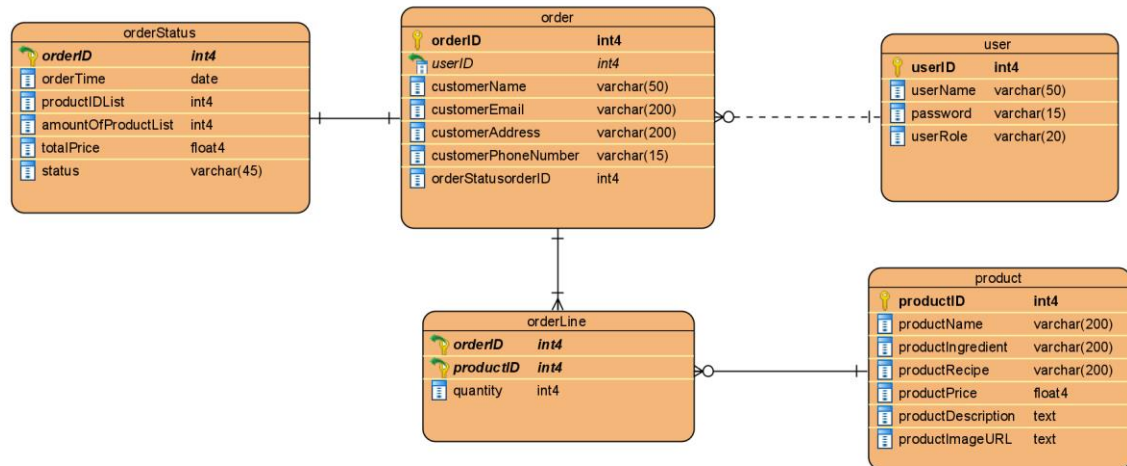 orderStatus
orderID int4
orderTime date
productIDList int4
amountOfProductList int4
totalPrice float4
status varchar(45)
order
orderID int4
userID int4
customerName varchar(50)
customerEmail varchar(200)
customerAddress varchar(200)
customerPhoneNumber varchar(15)
orderStatusorderID int4
user
userID int4
userName varchar(50)
password varchar(15)
userRole varchar(20)
orderLine
orderID int4
productID int4
quantity int4
product
productID int4
productName varchar(200)
productIngredient varchar(200)
productRecipe varchar(200)
productPrice float4
productDescription text
productImageURL text